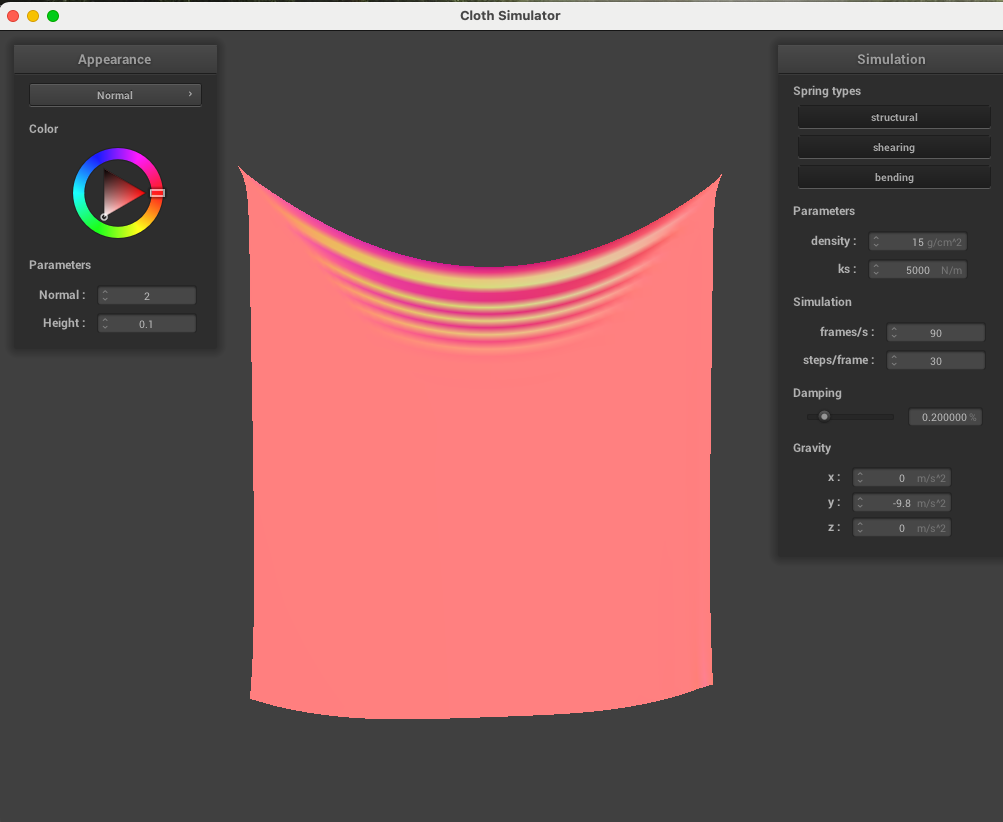 Cloth Simulator
Appearance
Normal ›
Color
Parameters
Normal : 2
Height : 0.1
Simulation
Spring types
structural
shearing
bending
Parameters
density : 15 g/cm^2
ks : 5000 N/m
Simulation
frames/s : 90
steps/frame : 30
Damping
0.200000 %
Gravity
x : 0 m/s^2
y : -9.8 m/s^2
z : 0 m/s^2